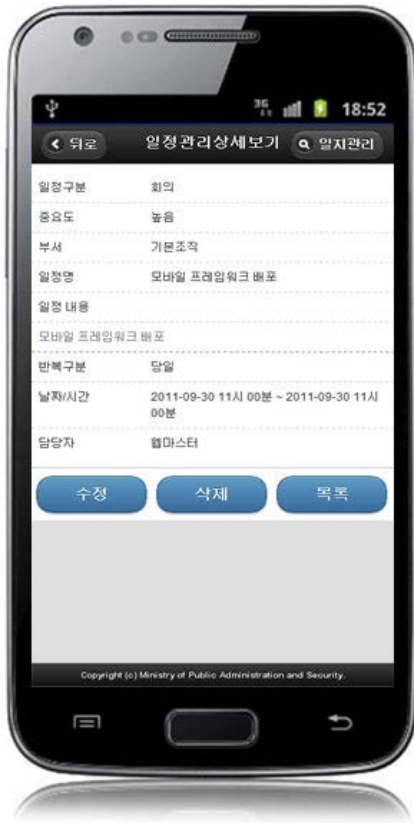 3G 18:52
뒤로 일정관리상세보기 일지관리
일정구분 회의
중요도 높음
부서 기본조직
일정명 모바일 프레임워크 배포
일정 내용
모바일 프레임워크 배포
반복구분 당일
날짜/시간 2011-09-30 11시 00분 ~ 2011-09-30 11시
00분
담당자 웹마스터
수정 삭제 목록
Copyright (c) Ministry of Public Administration and Security.